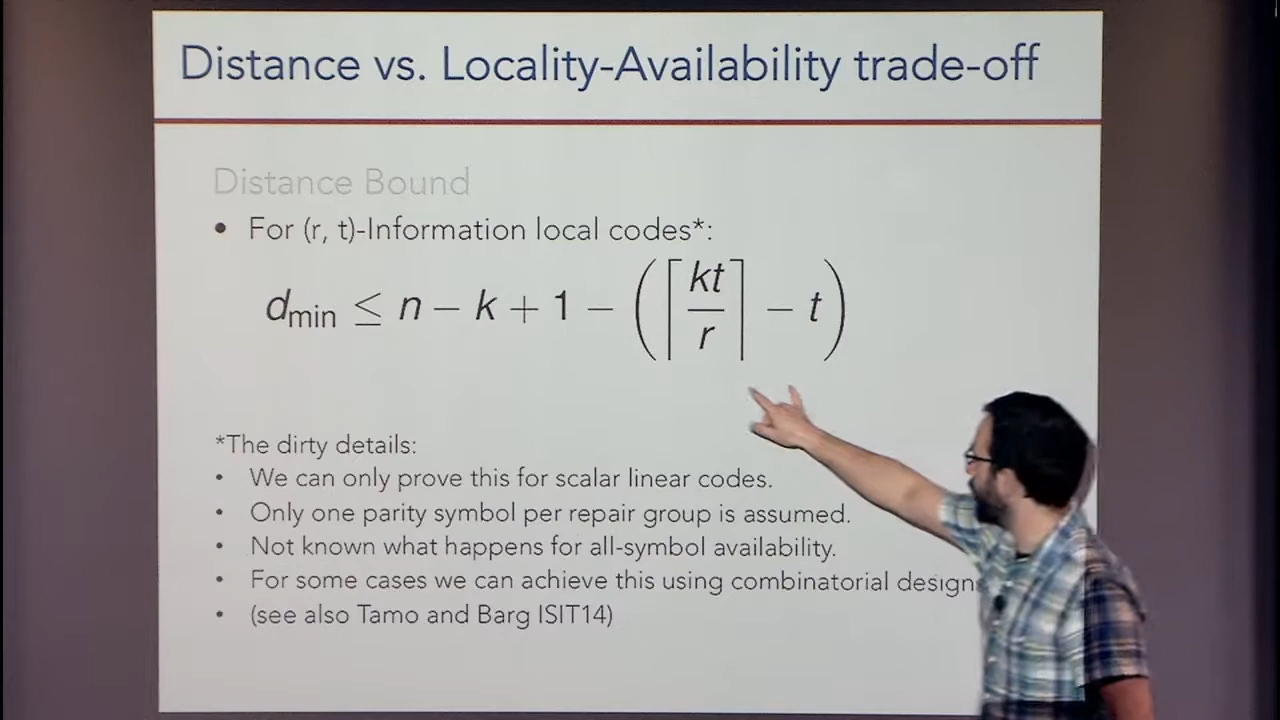 Distance vs. Locality-Availability trade-off
Distance Bound
• For (r, t)-Information local codes*:
d_min ≤ n − k + 1 − (⌈kt/r⌉ − t)
*The dirty details:
• We can only prove this for scalar linear codes.
• Only one parity symbol per repair group is assumed.
• Not known what happens for all-symbol availability.
• For some cases we can achieve this using combinatorial design
• (see also Tamo and Barg ISIT14)